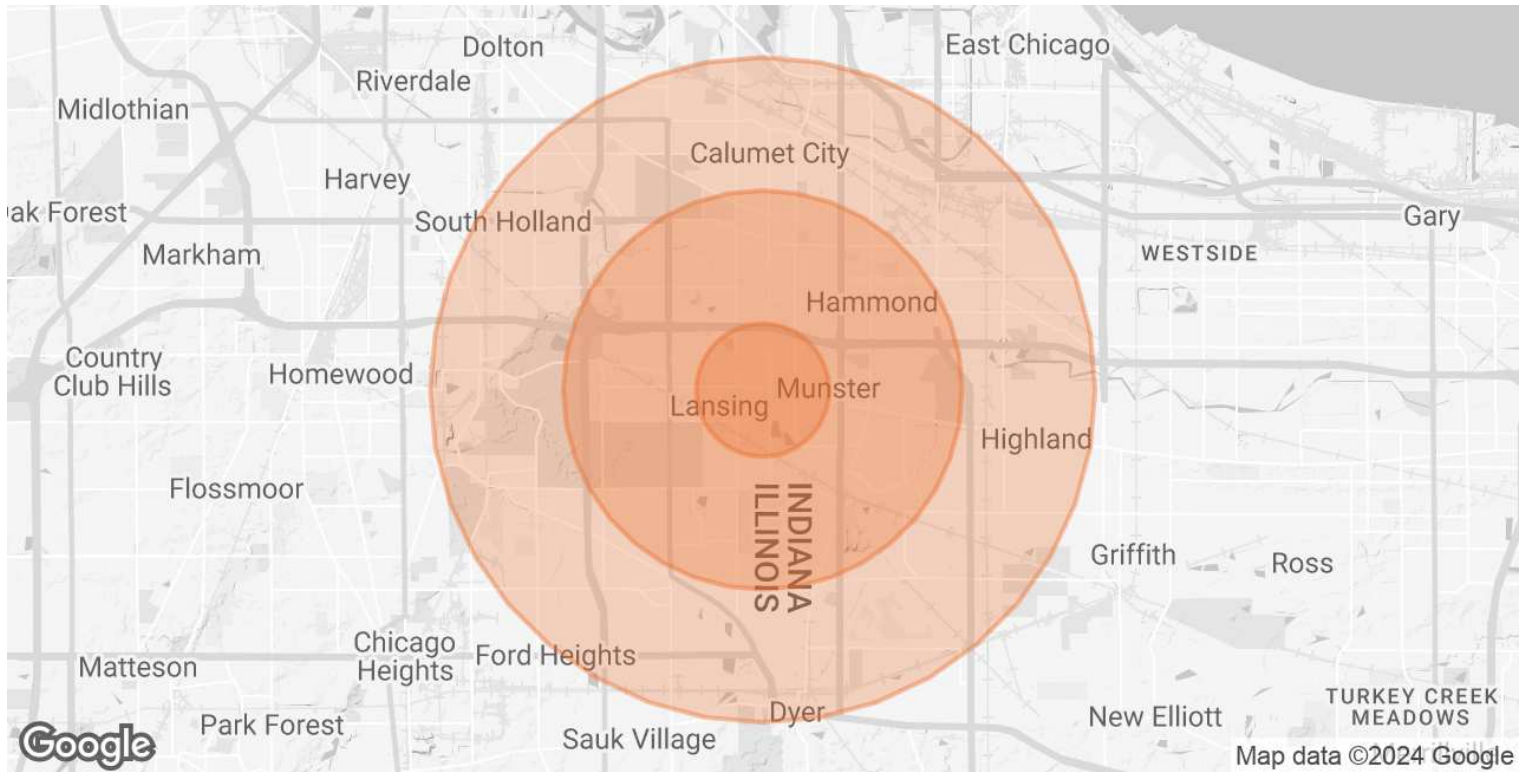 Dolton
East Chicago
Riverdale
Midlothian
Calumet City
Harvey
ak Forest
South Holland
Gary
Markham
WESTSIDE
Hammond
Country
Club Hills
Homewood
Munster
Lansing
Highland
Flossmoor
INDIANA
ILLINOIS
Griffith
Ross
Chicago
Heights
Ford Heights
Matteson
TURKEY CREEK
MEADOWS
Dyer
New Elliott
Park Forest
Sauk Village
Google
Map data ©2024 Google